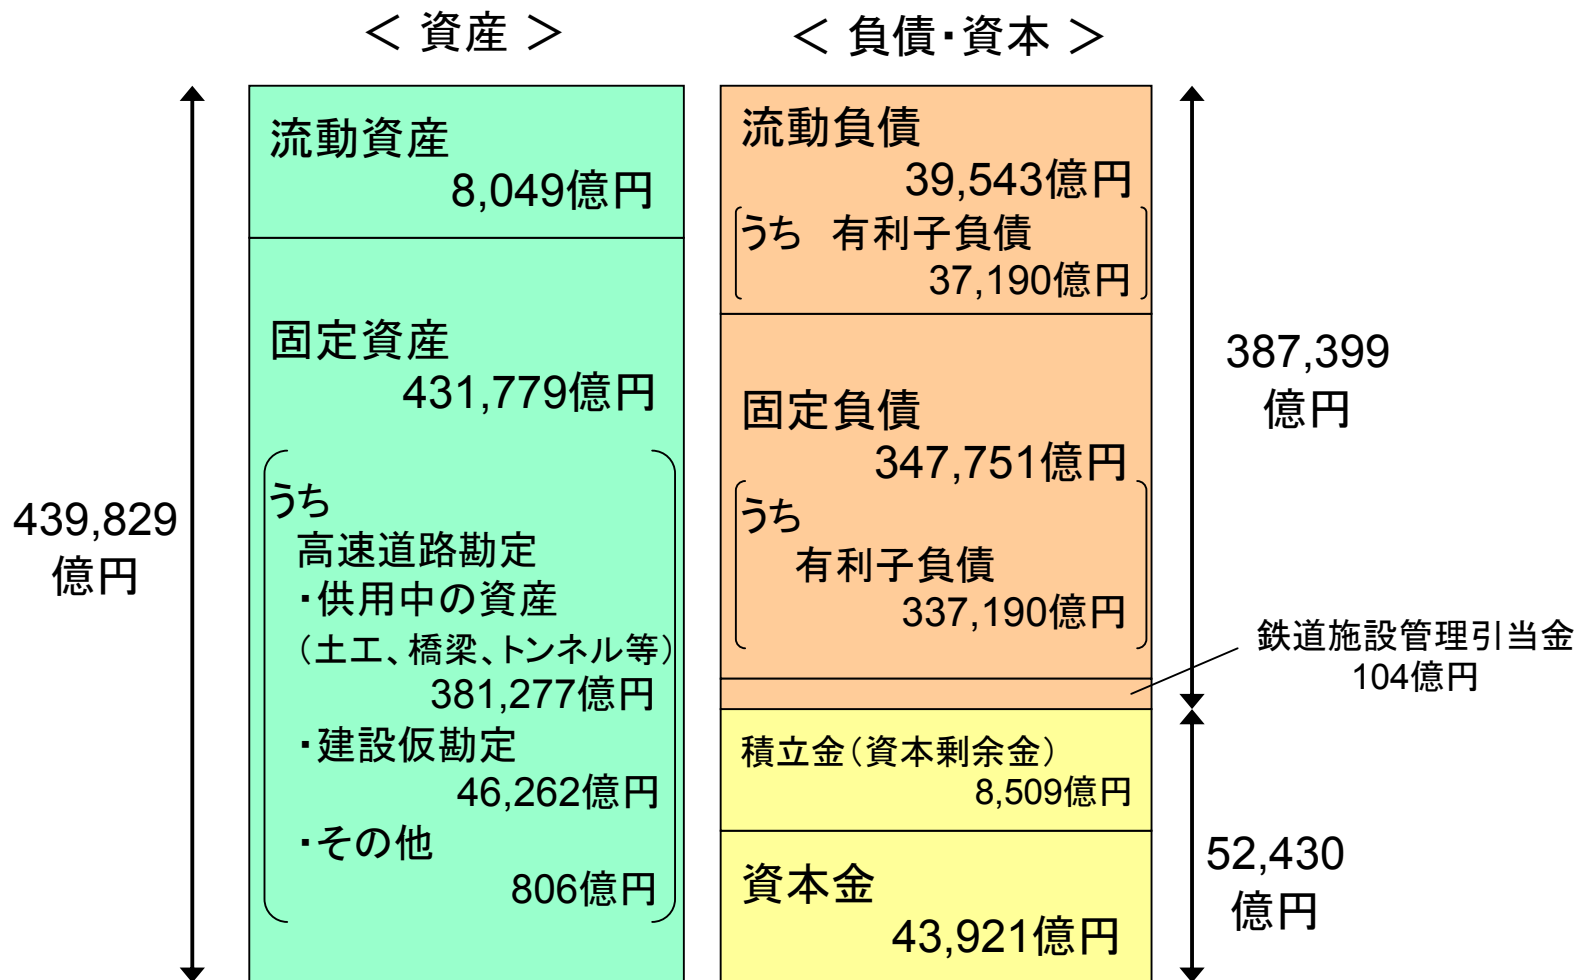 ＜ 資産 ＞
＜ 負債・資本 ＞
439,829
億円
流動資産
8,049億円
固定資産
431,779億円
うち
高速道路勘定
・供用中の資産
（土工、橋梁、トンネル等）
381,277億円
・建設仮勘定
46,262億円
・その他
806億円
流動負債
39,543億円
うち　有利子負債
37,190億円
固定負債
347,751億円
うち
有利子負債
337,190億円
積立金（資本剰余金）
8,509億円
資本金
43,921億円
387,399
億円
鉄道施設管理引当金
104億円
52,430
億円